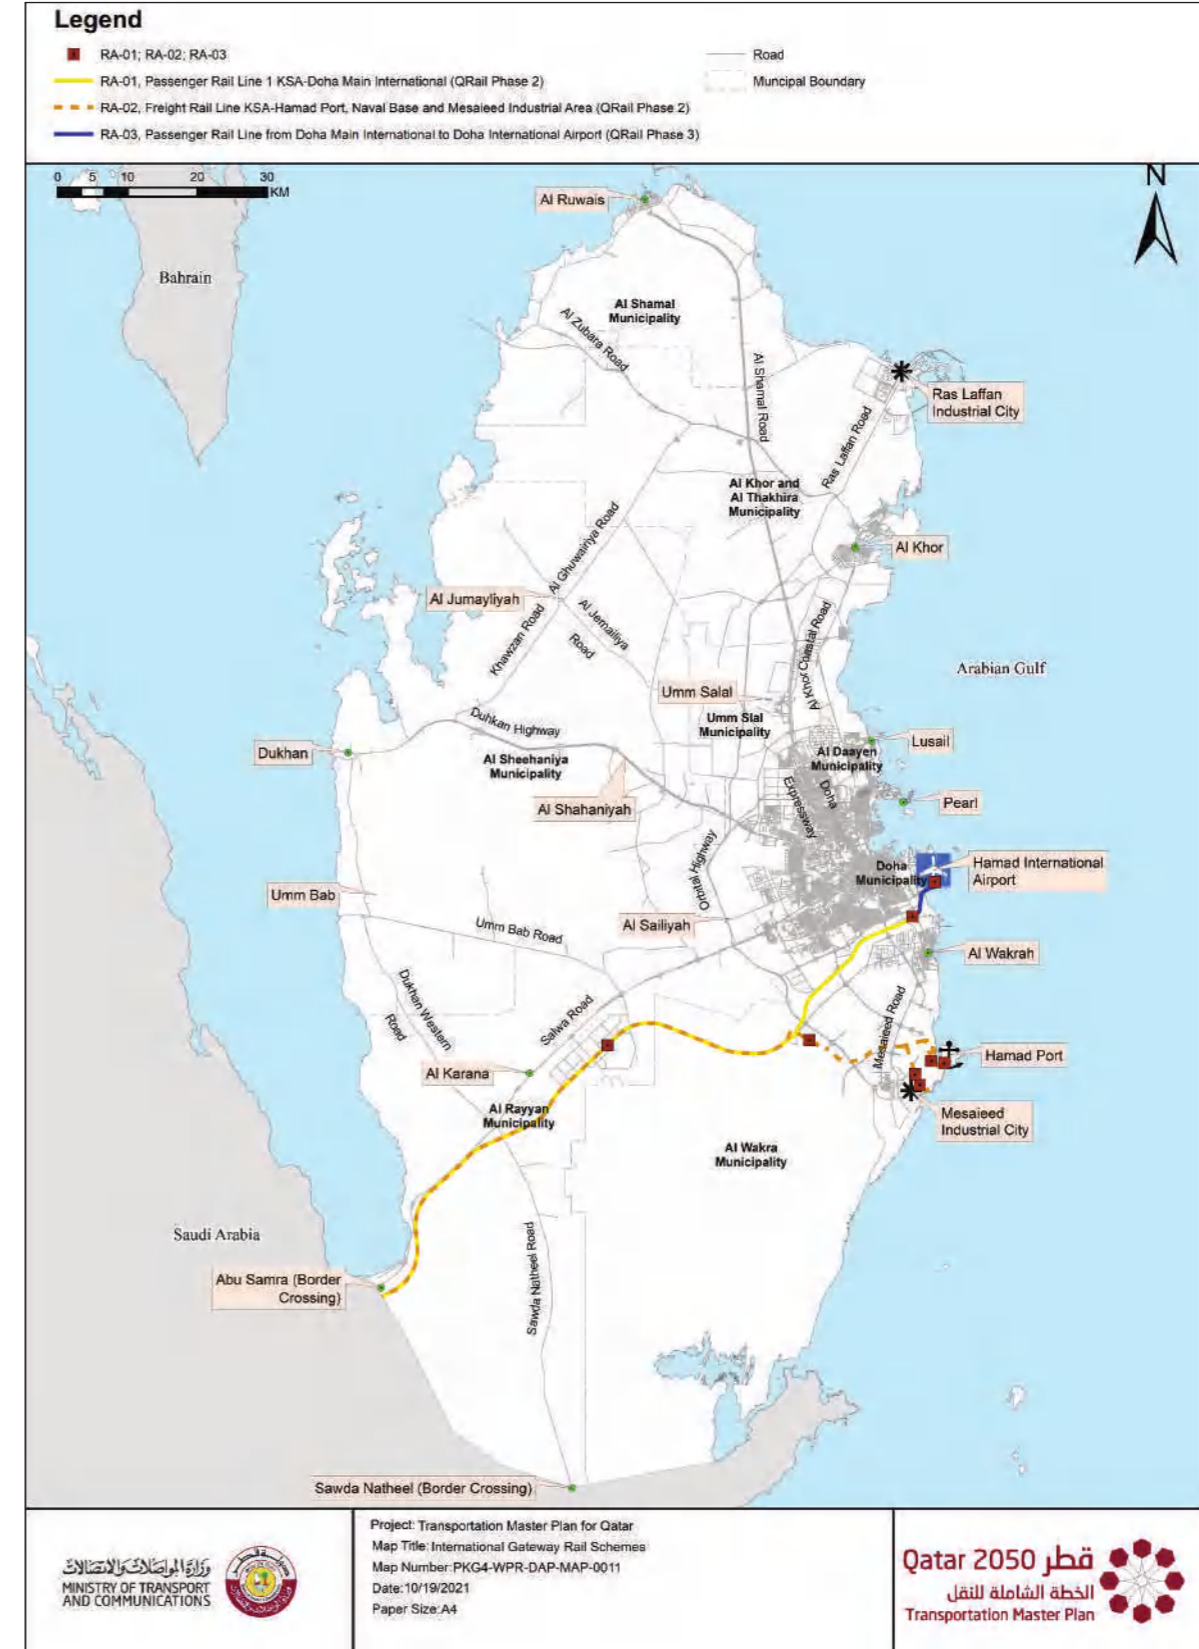 Legend
RA-01; RA-02; RA-03
RA-01, Passenger Rail Line 1 KSA-Doha Main International (QRail Phase 2)
RA-02, Freight Rail Line KSA-Hamad Port, Naval Base and Mesaieed Industrial Area (QRail Phase 2)
RA-03, Passenger Rail Line from Doha Main International to Doha International Airport (QRail Phase 3)
Road
Muncipal Boundary
0 5 10 20 30
KM
N
Al Ruwais
Bahrain
Al Shamal
Municipality
Al Zubara Road
Al Shamal Road
Ras Laffan
Industrial City
Ras Laffan Road
Al Khor and
Al Thakhira
Municipality
Al Khor
Al Ghuwairiya Road
Al Jumayliyah
Al Jemailiya
Road
Khawzan Road
Al Khor Coastal Road
Arabian Gulf
Umm Salal
Umm Slal
Municipality
Duhkan Highway
Lusail
Dukhan
Al Sheehaniya
Municipality
Al Daayen
Municipality
Doha
Expressway
Al Shahaniyah
Pearl
Orbital Highway
Doha
Municipality
Hamad International
Airport
Umm Bab
Umm Bab Road
Al Sailiyah
Al Wakrah
Dukhan Western
Road
Salwa Road
Mesaieed Road
Hamad Port
Al Karana
Al Rayyan
Municipality
Mesaieed
Industrial City
Al Wakra
Municipality
Saudi Arabia
Sawda Natheel Road
Abu Samra (Border
Crossing)
Sawda Natheel (Border Crossing)
وزارة المواصلات والاتصالات
MINISTRY OF TRANSPORT
AND COMMUNICATIONS
Project: Transportation Master Plan for Qatar
Map Title: International Gateway Rail Schemes
Map Number: PKG4-WPR-DAP-MAP-0011
Date: 10/19/2021
Paper Size: A4
Qatar 2050 قطر
الخطة الشاملة للنقل
Transportation Master Plan